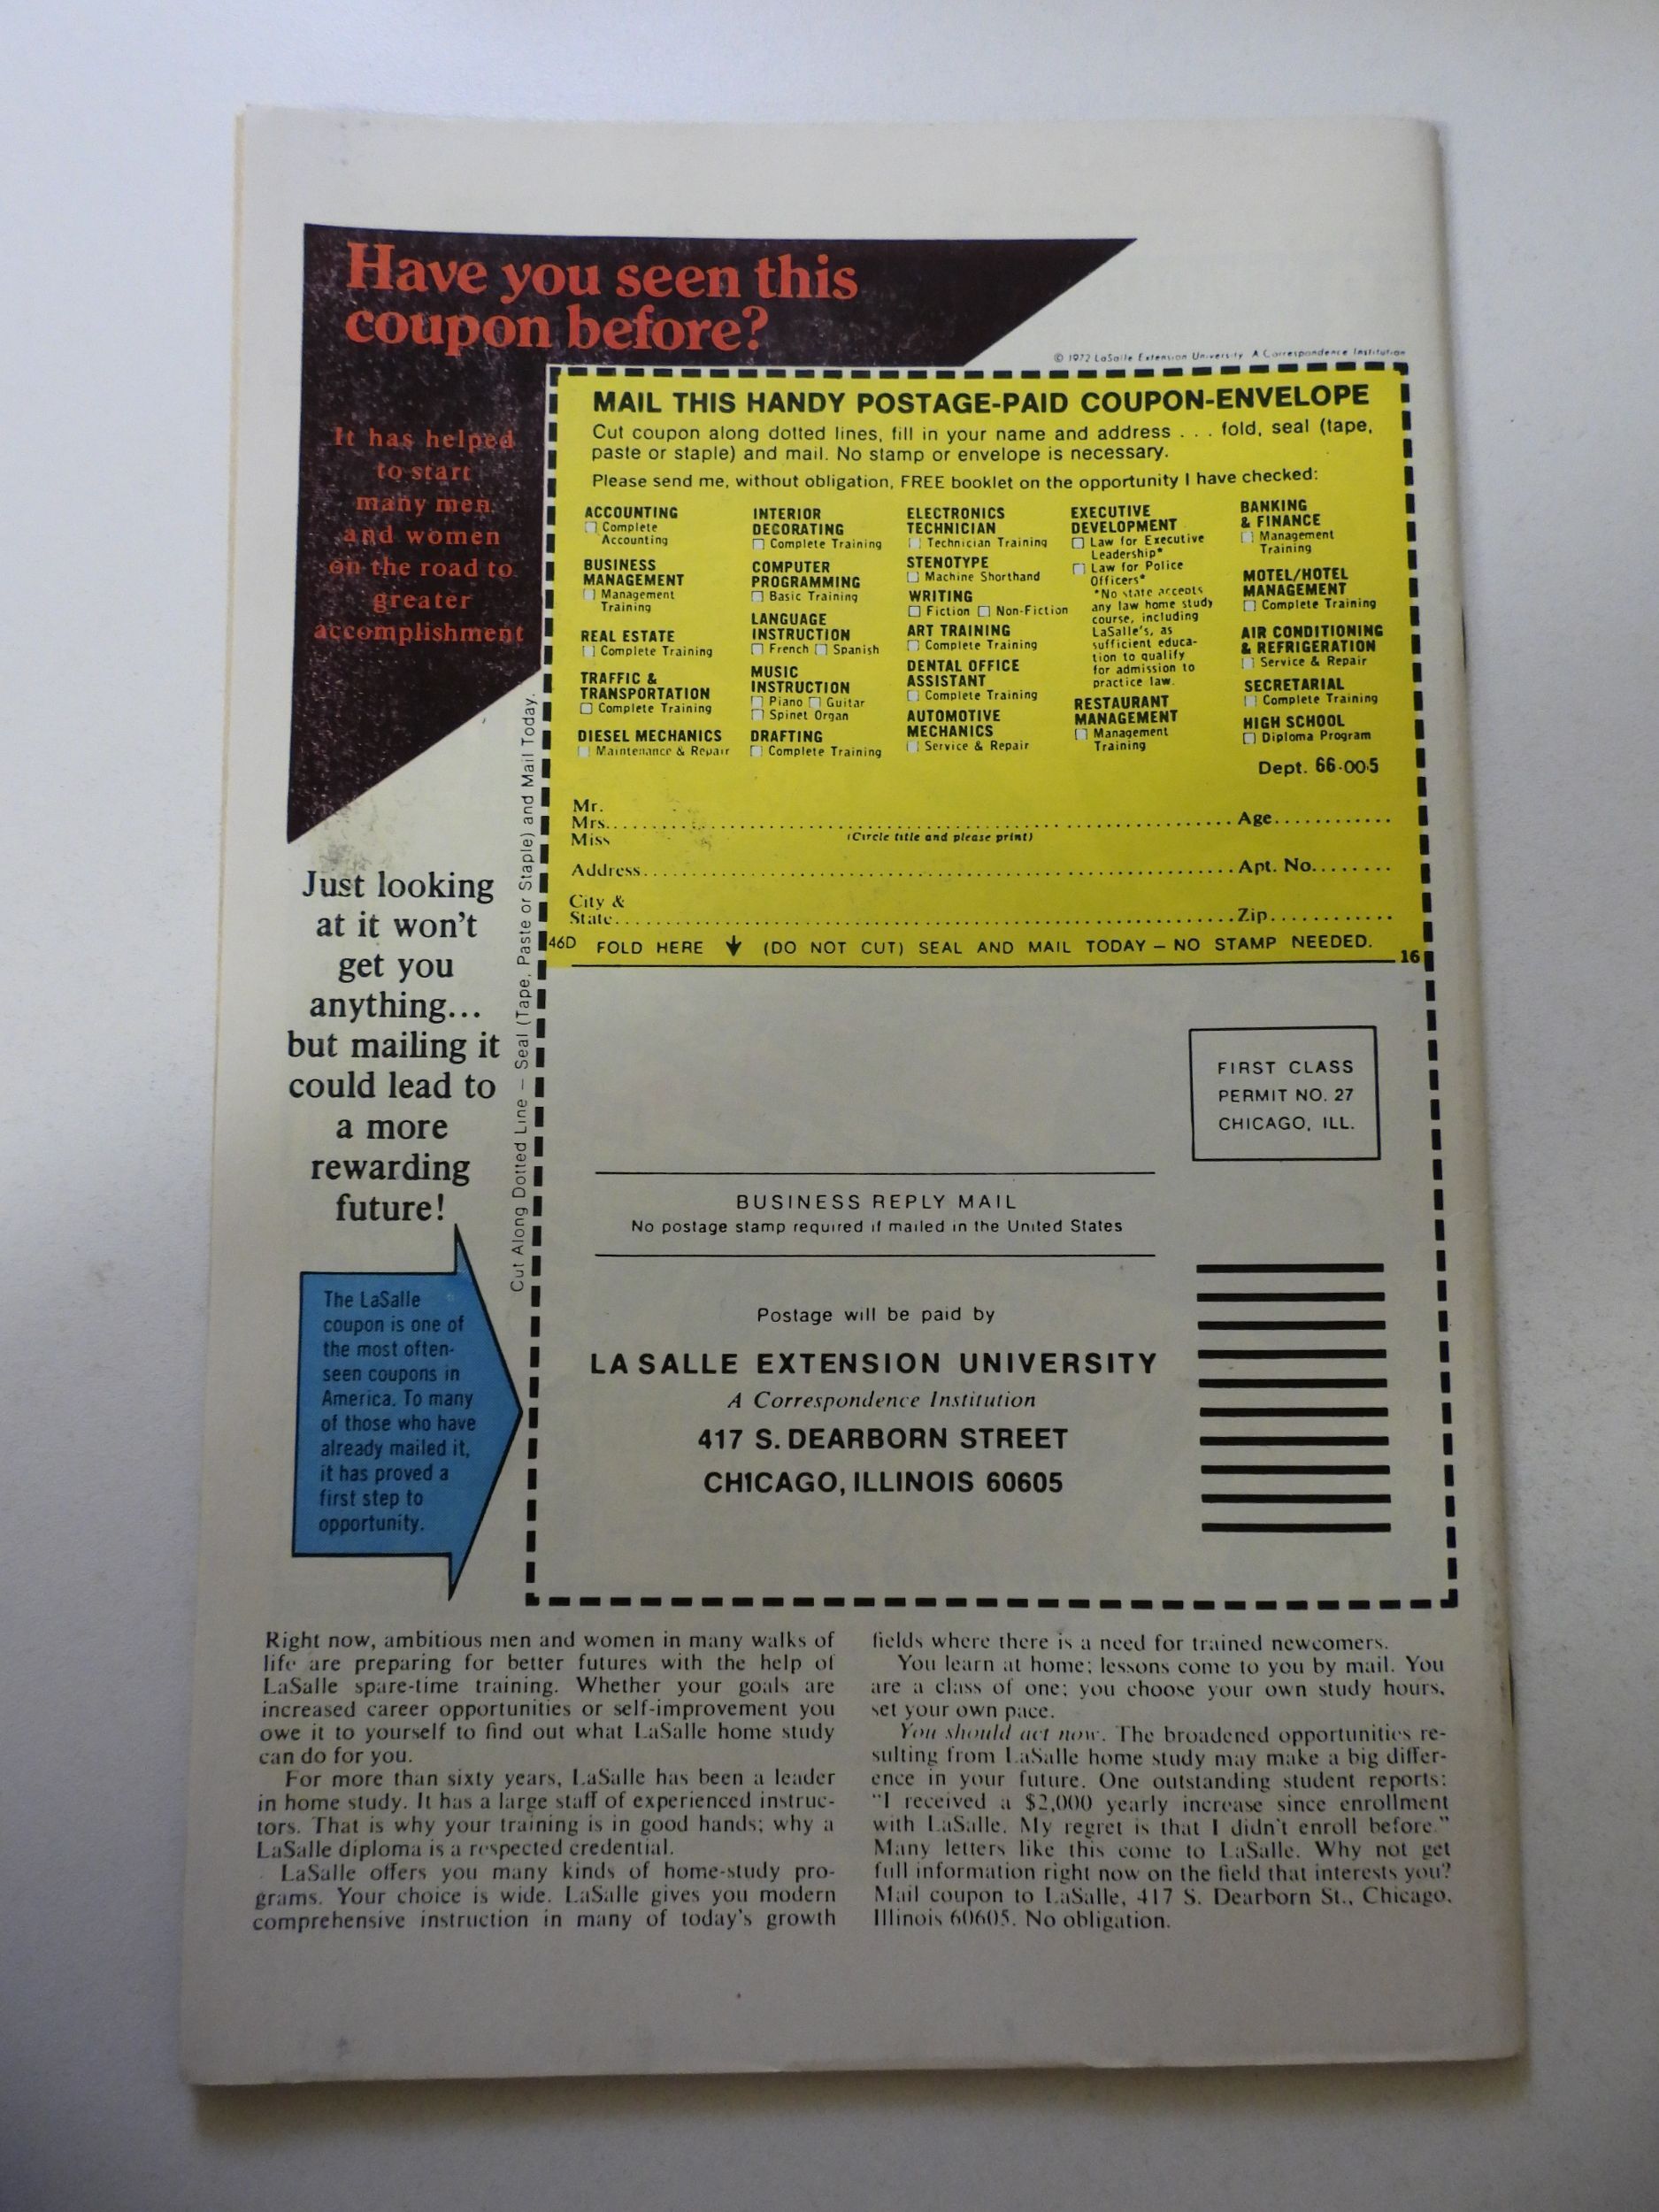 Have you seen this
coupon before?
It has helped
to start
many men
and women
on the road to
greater
accomplishment
© 1972 LaSalle Extension University A Correspondence Institution
MAIL THIS HANDY POSTAGE-PAID COUPON-ENVELOPE
Cut coupon along dotted lines, fill in your name and address . . . fold, seal (tape,
paste or staple) and mail. No stamp or envelope is necessary.
Please send me, without obligation, FREE booklet on the opportunity I have checked:
ACCOUNTING
Complete
Accounting
BUSINESS
MANAGEMENT
Management
Training
REAL ESTATE
Complete Training
TRAFFIC &
TRANSPORTATION
Complete Training
DIESEL MECHANICS
Maintenance & Repair
INTERIOR
DECORATING
Complete Training
COMPUTER
PROGRAMMING
Basic Training
LANGUAGE
INSTRUCTION
French Spanish
MUSIC
INSTRUCTION
Piano Guitar
Spinet Organ
DRAFTING
Complete Training
ELECTRONICS
TECHNICIAN
Technician Training
STENOTYPE
Machine Shorthand
WRITING
Fiction Non-Fiction
ART TRAINING
Complete Training
DENTAL OFFICE
ASSISTANT
Complete Training
AUTOMOTIVE
MECHANICS
Service & Repair
EXECUTIVE
DEVELOPMENT
Law for Executive
Leadership*
Law for Police
Officers*
*No state accepts
any law home study
course, including
LaSalle's, as
sufficient educa-
tion to qualify
for admission to
practice law.
RESTAURANT
MANAGEMENT
Management
Training
BANKING
& FINANCE
Management
Training
MOTEL/HOTEL
MANAGEMENT
Complete Training
AIR CONDITIONING
& REFRIGERATION
Service & Repair
SECRETARIAL
Complete Training
HIGH SCHOOL
Diploma Program
Dept. 66-005
Mr.
Mrs. Age
Miss (Circle title and please print)
Address Apt. No.
City &
State Zip
46D FOLD HERE ↓ (DO NOT CUT) SEAL AND MAIL TODAY – NO STAMP NEEDED. 16
Cut Along Dotted Line – Seal (Tape, Paste or Staple) and Mail Today.
Just looking
at it won't
get you
anything...
but mailing it
could lead to
a more
rewarding
future!
The LaSalle
coupon is one of
the most often-
seen coupons in
America. To many
of those who have
already mailed it,
it has proved a
first step to
opportunity.
FIRST CLASS
PERMIT NO. 27
CHICAGO, ILL.
BUSINESS REPLY MAIL
No postage stamp required if mailed in the United States
Postage will be paid by
LA SALLE EXTENSION UNIVERSITY
A Correspondence Institution
417 S. DEARBORN STREET
CHICAGO, ILLINOIS 60605
Right now, ambitious men and women in many walks of
life are preparing for better futures with the help of
LaSalle spare-time training. Whether your goals are
increased career opportunities or self-improvement you
owe it to yourself to find out what LaSalle home study
can do for you.
For more than sixty years, LaSalle has been a leader
in home study. It has a large staff of experienced instruc-
tors. That is why your training is in good hands; why a
LaSalle diploma is a respected credential.
LaSalle offers you many kinds of home-study pro-
grams. Your choice is wide. LaSalle gives you modern
comprehensive instruction in many of today's growth
fields where there is a need for trained newcomers.
You learn at home; lessons come to you by mail. You
are a class of one; you choose your own study hours,
set your own pace.
You should act now. The broadened opportunities re-
sulting from LaSalle home study may make a big differ-
ence in your future. One outstanding student reports:
"I received a $2,000 yearly increase since enrollment
with LaSalle. My regret is that I didn't enroll before."
Many letters like this come to LaSalle. Why not get
full information right now on the field that interests you?
Mail coupon to LaSalle, 417 S. Dearborn St., Chicago,
Illinois 60605. No obligation.